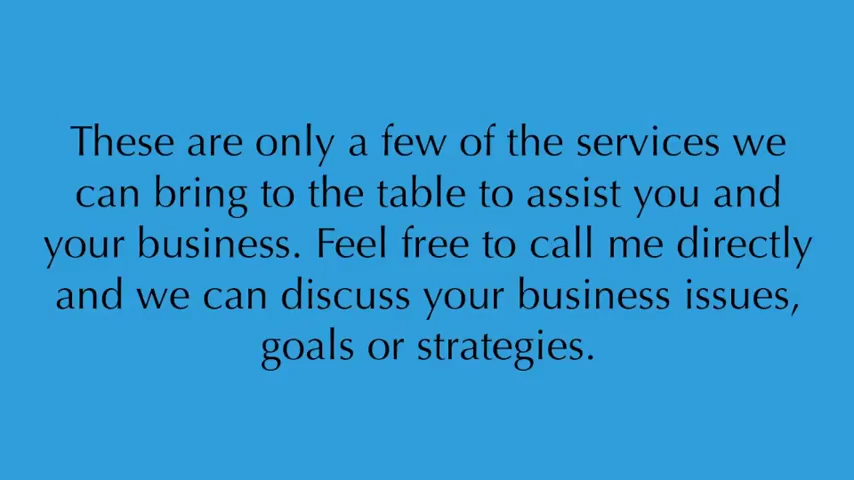 These are only a few of the services we
can bring to the table to assist you and
your business. Feel free to call me directly
and we can discuss your business issues,
goals or strategies.